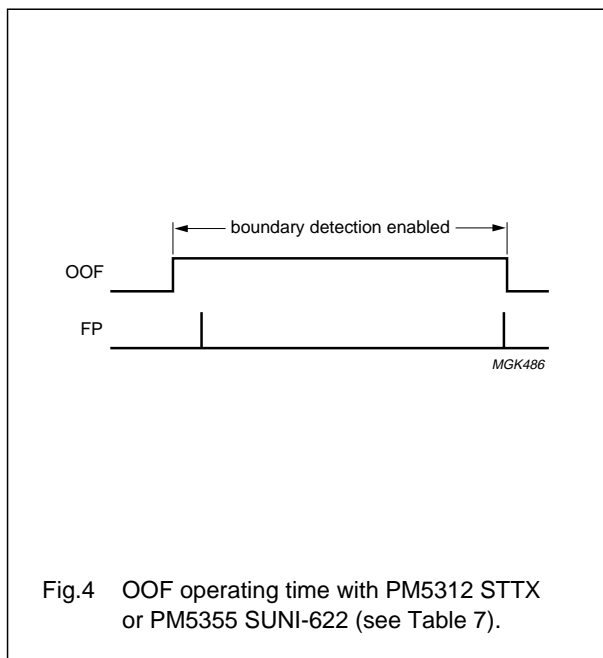 boundary detection enabled
OOF
FP
MGK486
Fig.4 OOF operating time with PM5312 STTX
or PM5355 SUNI-622 (see Table 7).